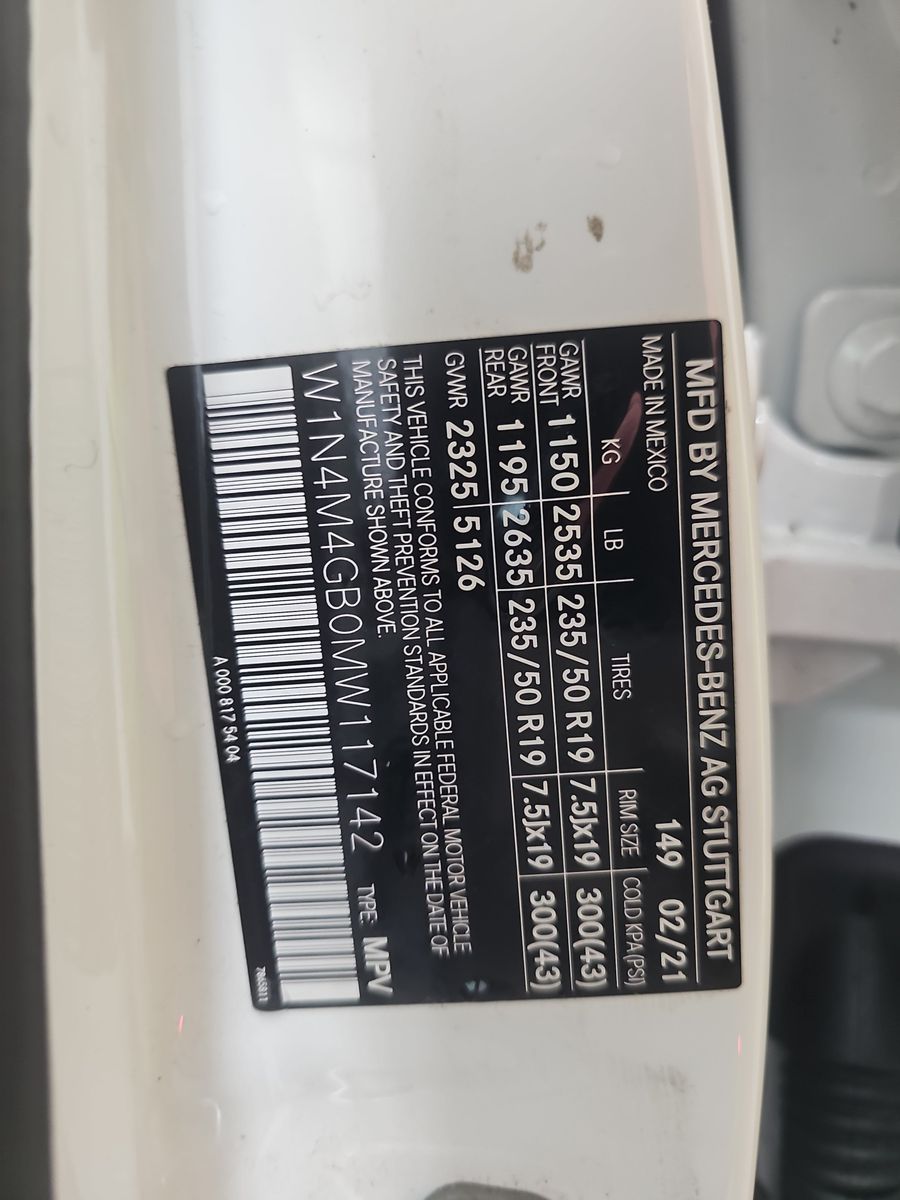 MFD BY MERCEDES-BENZ AG STUTTGART
MADE IN MEXICO 149 02/21
KG LB TIRES RIM SIZE COLD KPA (PSI)
GAWR FRONT 1150 2535 235/50 R19 7.5Jx19 300(43)
GAWR REAR 1195 2635 235/50 R19 7.5Jx19 300(43)
GVWR 2325 5126
THIS VEHICLE CONFORMS TO ALL APPLICABLE FEDERAL MOTOR VEHICLE
SAFETY AND THEFT PREVENTION STANDARDS IN EFFECT ON THE DATE OF
MANUFACTURE SHOWN ABOVE.
W1N4M4GB0MW117142 TYPE: MPV
A 000 817 54 04